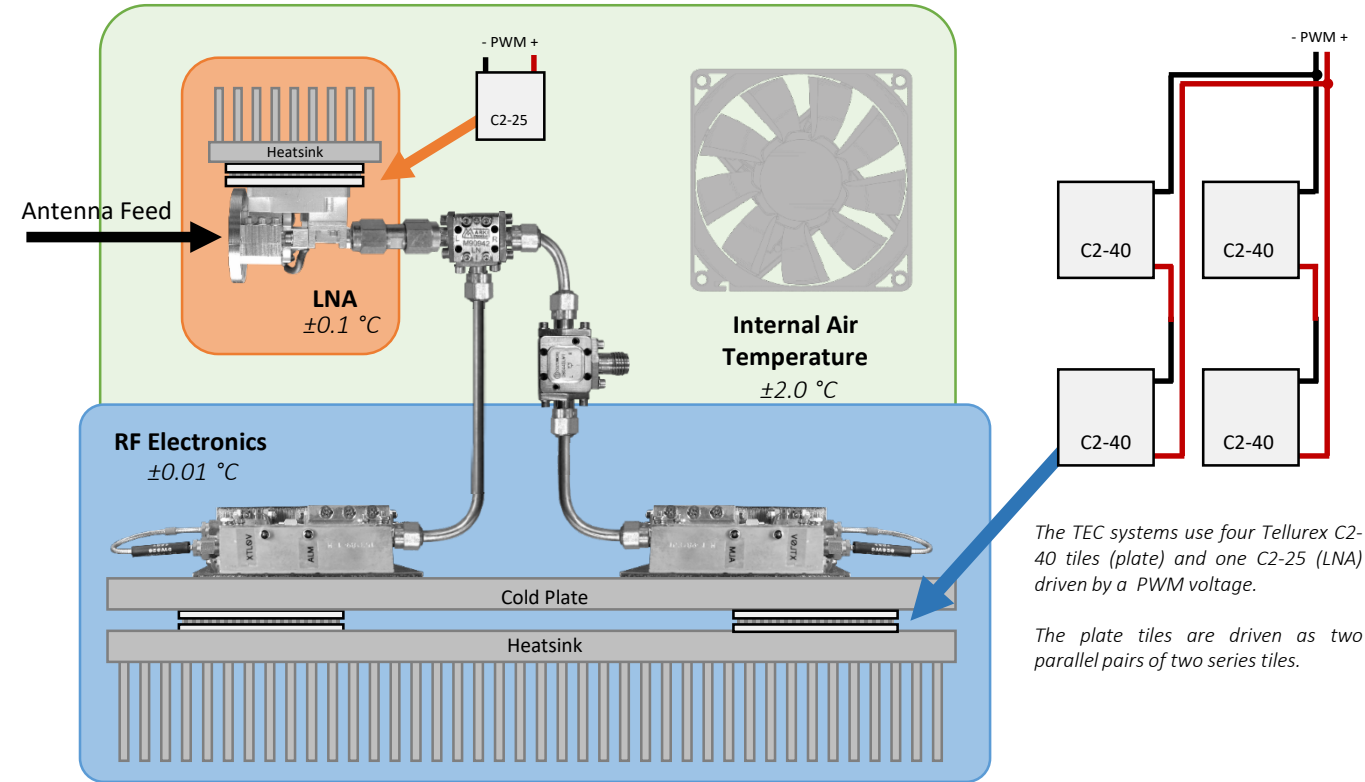 - PWM +
C2-25
Heatsink
Antenna Feed
LNA
±0.1 °C
L
R
M90942
Internal Air
Temperature
±2.0 °C
RF Electronics
±0.01 °C
Cold Plate
Heatsink
- PWM +
C2-40
C2-40
C2-40
C2-40
The TEC systems use four Tellurex C2-
40 tiles (plate) and one C2-25 (LNA)
driven by a PWM voltage.
The plate tiles are driven as two
parallel pairs of two series tiles.